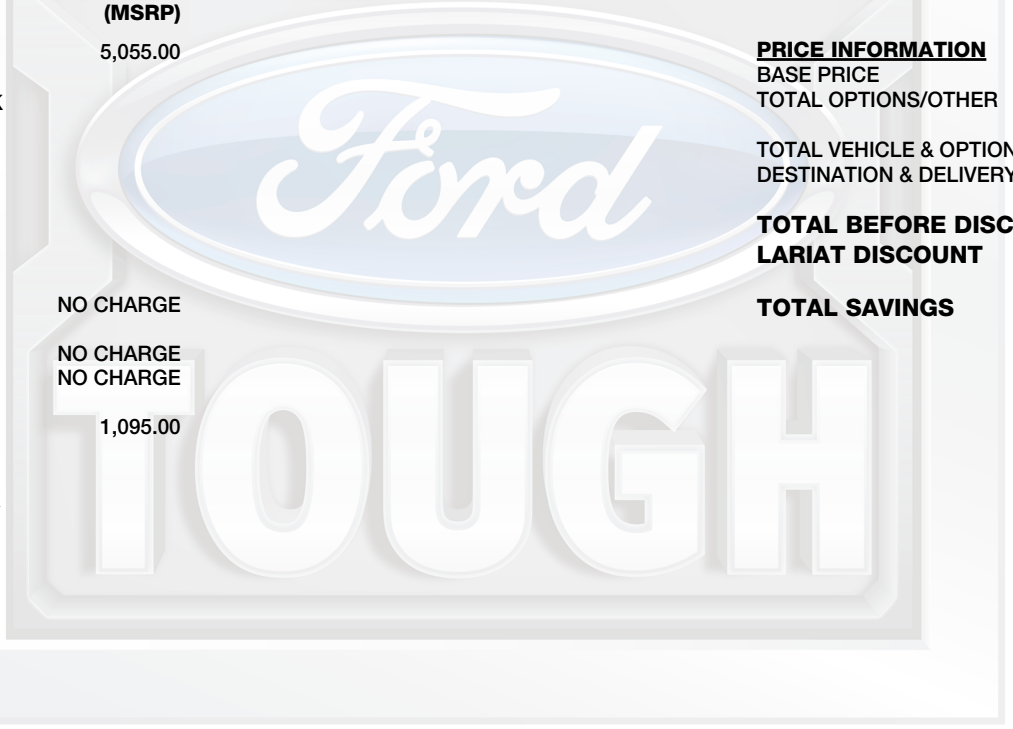 (MSRP)
5,055.00
NO CHARGE
NO CHARGE
NO CHARGE
1,095.00
PRICE INFORMATION
BASE PRICE
TOTAL OPTIONS/OTHER
TOTAL VEHICLE & OPTION
DESTINATION & DELIVERY
TOTAL BEFORE DISC
LARIAT DISCOUNT
TOTAL SAVINGS
Ford
TOUGH